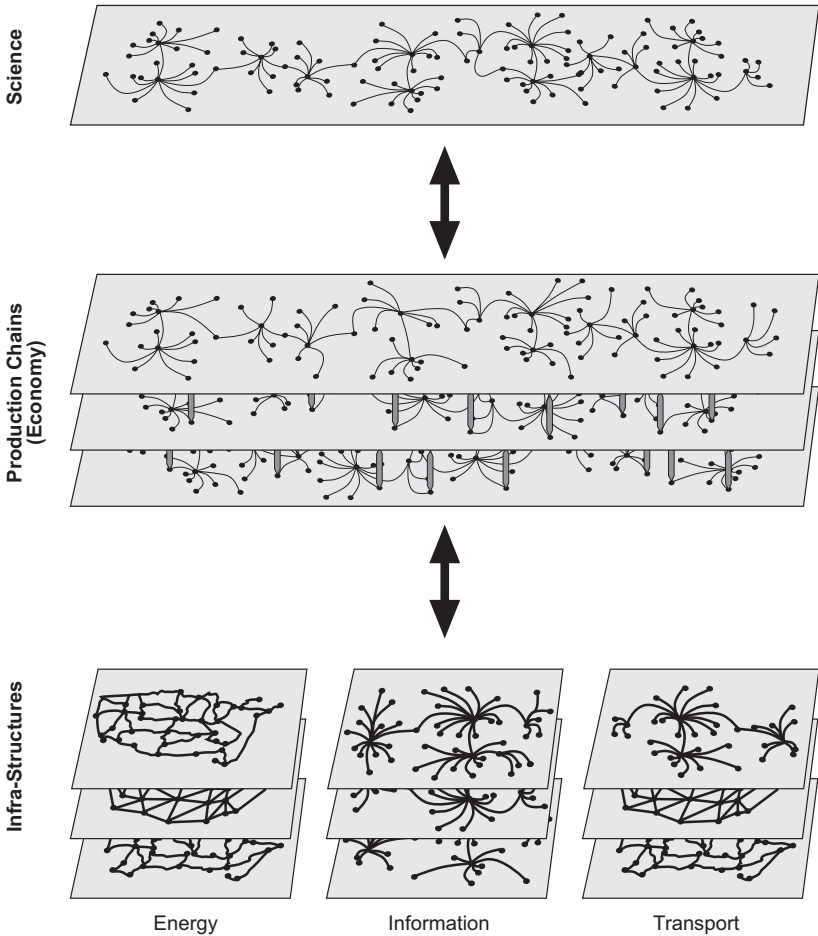 Science
Production Chains
(Economy)
Infra-Structures
Energy
Information
Transport